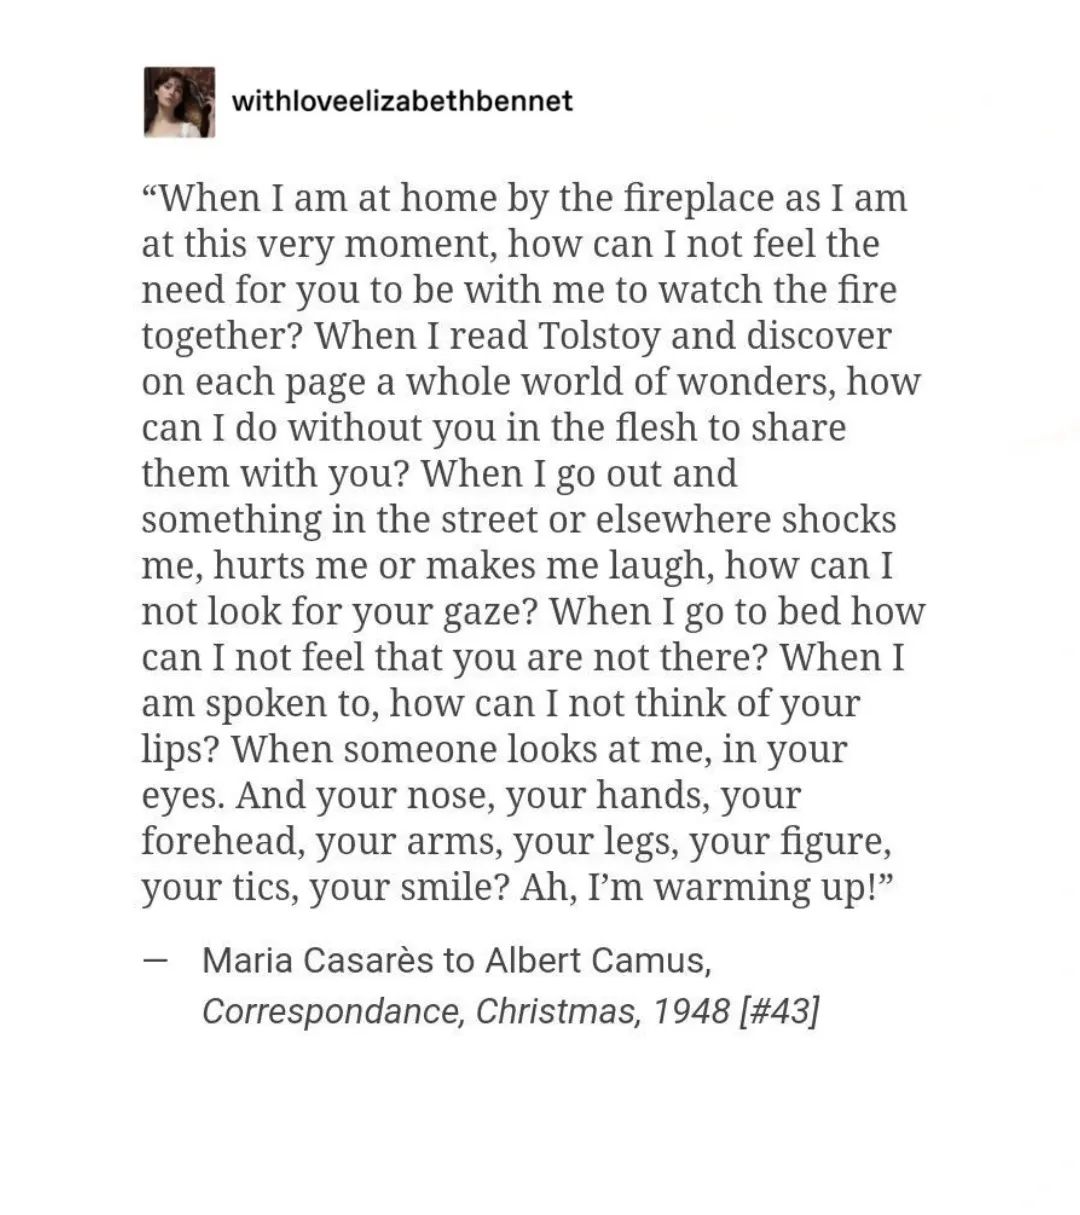 withloveelizabethbennet
“When I am at home by the fireplace as I am
at this very moment, how can I not feel the
need for you to be with me to watch the fire
together? When I read Tolstoy and discover
on each page a whole world of wonders, how
can I do without you in the flesh to share
them with you? When I go out and
something in the street or elsewhere shocks
me, hurts me or makes me laugh, how can I
not look for your gaze? When I go to bed how
can I not feel that you are not there? When I
am spoken to, how can I not think of your
lips? When someone looks at me, in your
eyes. And your nose, your hands, your
forehead, your arms, your legs, your figure,
your tics, your smile? Ah, I’m warming up!”
— Maria Casarès to Albert Camus,
Correspondance, Christmas, 1948 [#43]